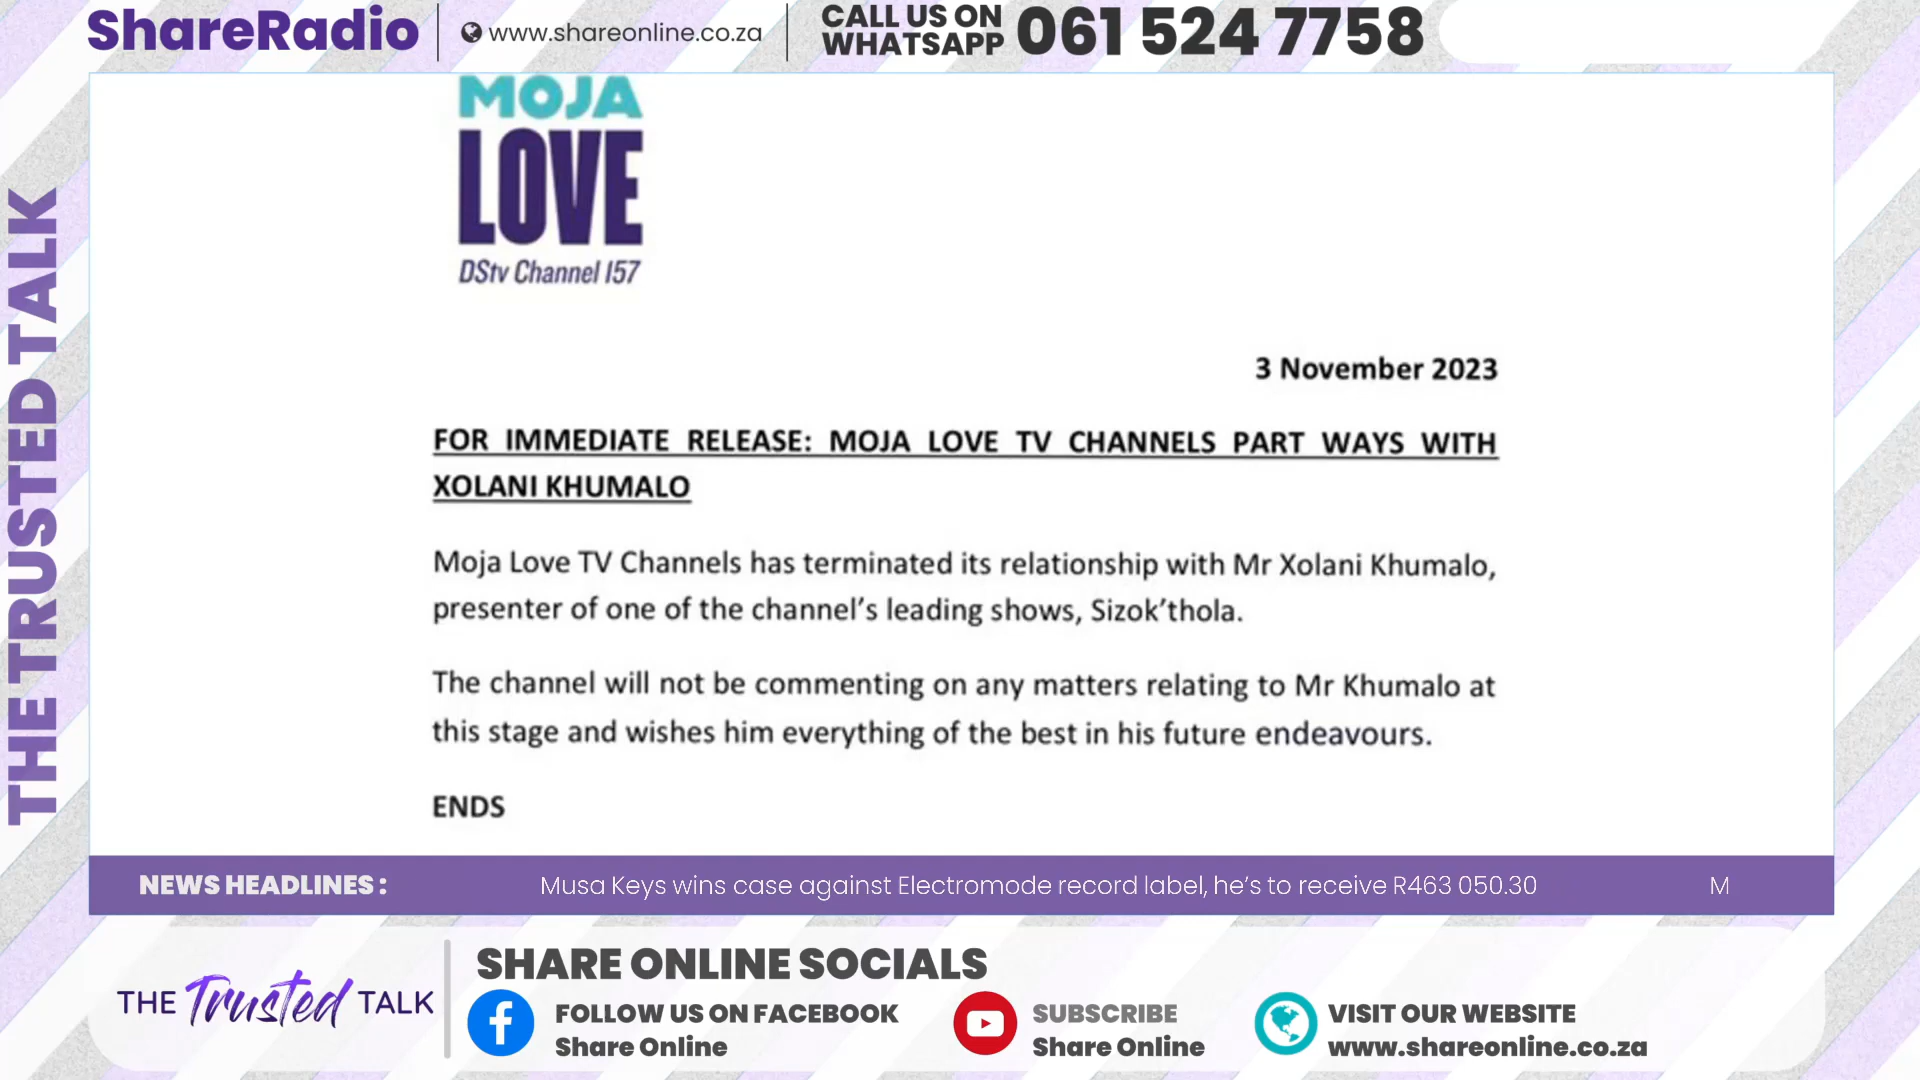 ShareRadio
www.shareonline.co.za
CALL US ON
WHATSAPP
061 524 7758
THE TRUSTED TALK
MOJA
LOVE
DStv Channel 157
3 November 2023
FOR IMMEDIATE RELEASE: MOJA LOVE TV CHANNELS PART WAYS WITH
XOLANI KHUMALO
Moja Love TV Channels has terminated its relationship with Mr Xolani Khumalo,
presenter of one of the channel's leading shows, Sizok'thola.
The channel will not be commenting on any matters relating to Mr Khumalo at
this stage and wishes him everything of the best in his future endeavours.
ENDS
NEWS HEADLINES :
Musa Keys wins case against Electromode record label, he's to receive R463 050.30
M
THE Trusted TALK
SHARE ONLINE SOCIALS
FOLLOW US ON FACEBOOK
Share Online
SUBSCRIBE
Share Online
VISIT OUR WEBSITE
www.shareonline.co.za